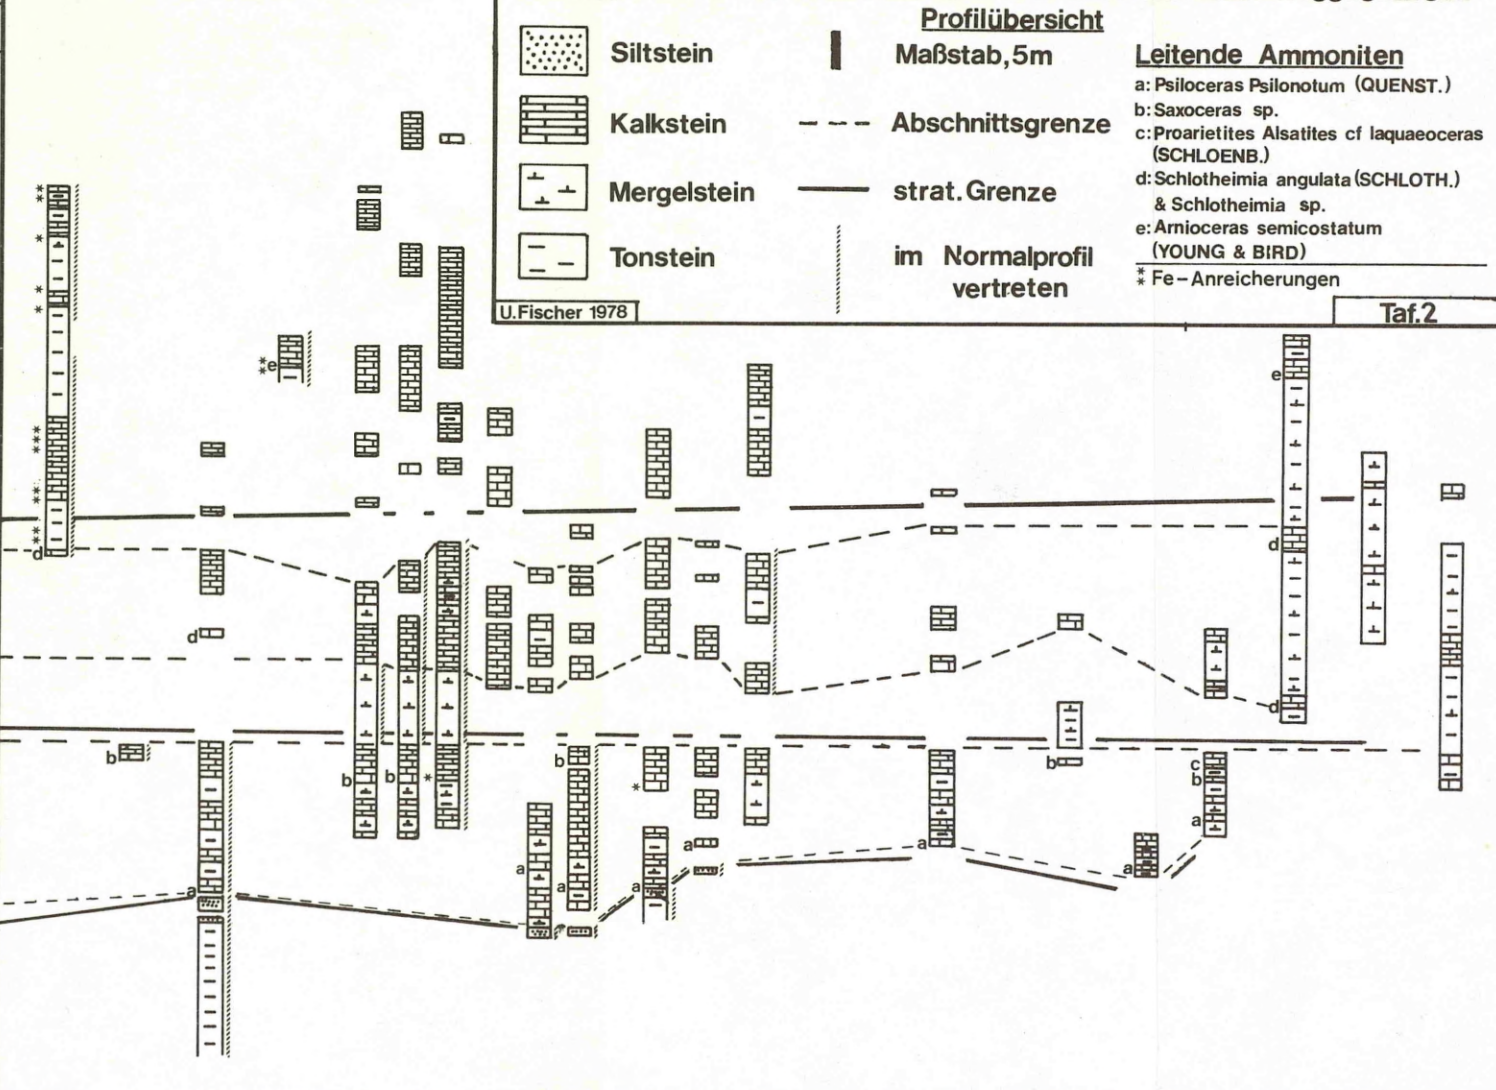 Profilübersicht
Siltstein
Maßstab, 5m
Leitende Ammoniten
a: Psiloceras Psilonotum (QUENST.)
b: Saxoceras sp.
Kalkstein
Abschnittsgrenze
c: Proarietites Alsatites cf laquaeoceras
(SCHLOENB.)
d: Schlotheimia angulata (SCHLOTH.)
& Schlotheimia sp.
Mergelstein
strat. Grenze
e: Arnioceras semicostatum
(YOUNG & BIRD)
Tonstein
im Normalprofil
vertreten
** Fe-Anreicherungen
U. Fischer 1978
Taf. 2
**
*
*
*
** e
e
***
**
**
d
d
d
d
b
b
b
b
b
c
b
*
*
a
a
a
a
a
a
a
a